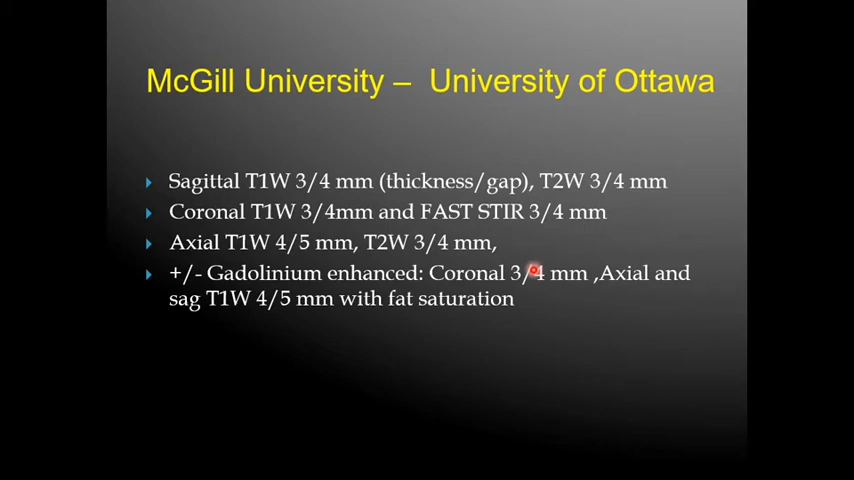 McGill University – University of Ottawa
Sagittal T1W 3/4 mm (thickness/gap), T2W 3/4 mm
Coronal T1W 3/4mm and FAST STIR 3/4 mm
Axial T1W 4/5 mm, T2W 3/4 mm,
+/- Gadolinium enhanced: Coronal 3/4 mm ,Axial and
sag T1W 4/5 mm with fat saturation